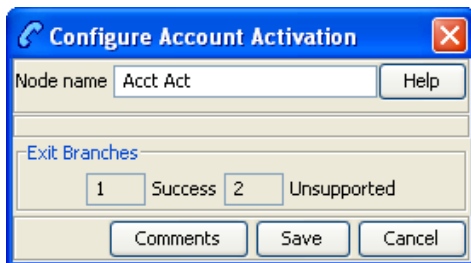 Configure Account Activation
Node name Acct Act Help
Exit Branches
1 Success 2 Unsupported
Comments Save Cancel